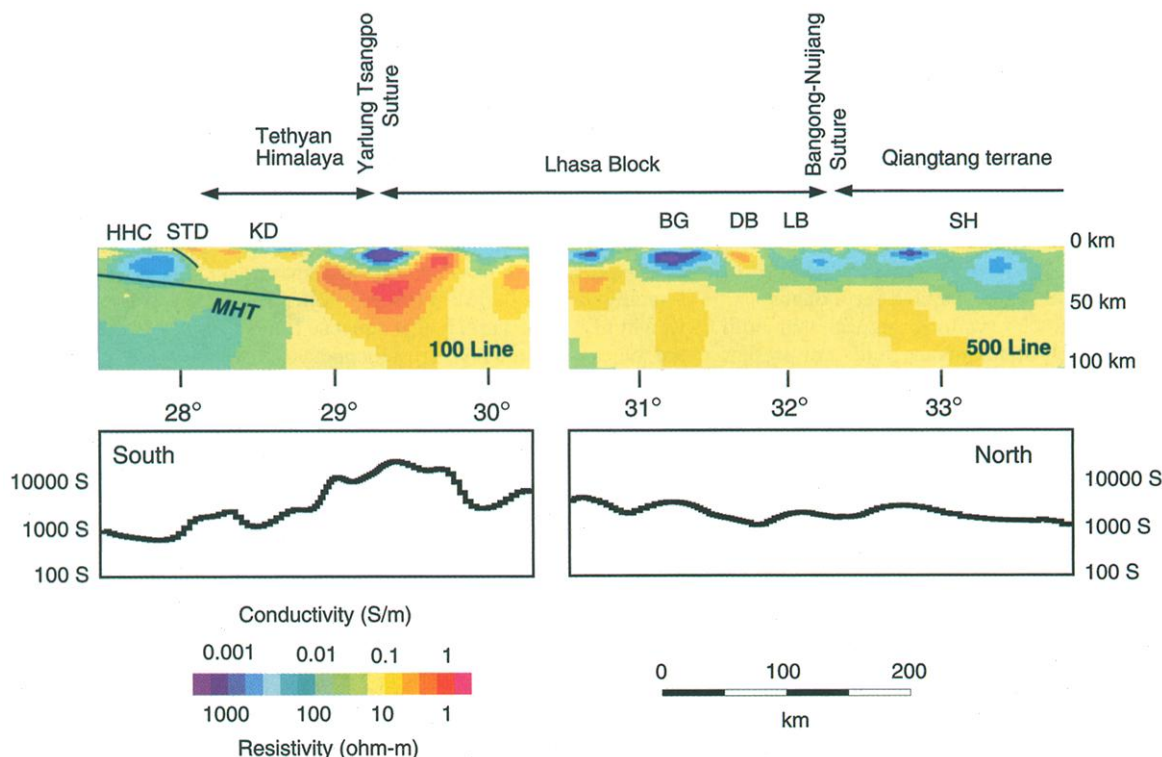 Yarlung Tsangpo
Suture
Bangong-Nuijang
Suture
Tethyan
Himalaya
Lhasa Block
Qiangtang terrane
HHC STD KD
BG DB LB SH
0 km
50 km
100 km
MHT
100 Line
500 Line
28° 29° 30° 31° 32° 33°
South
North
10000 S
1000 S
100 S
10000 S
1000 S
100 S
Conductivity (S/m)
0.001 0.01 0.1 1
1000 100 10 1
Resistivity (ohm-m)
0 100 200
km